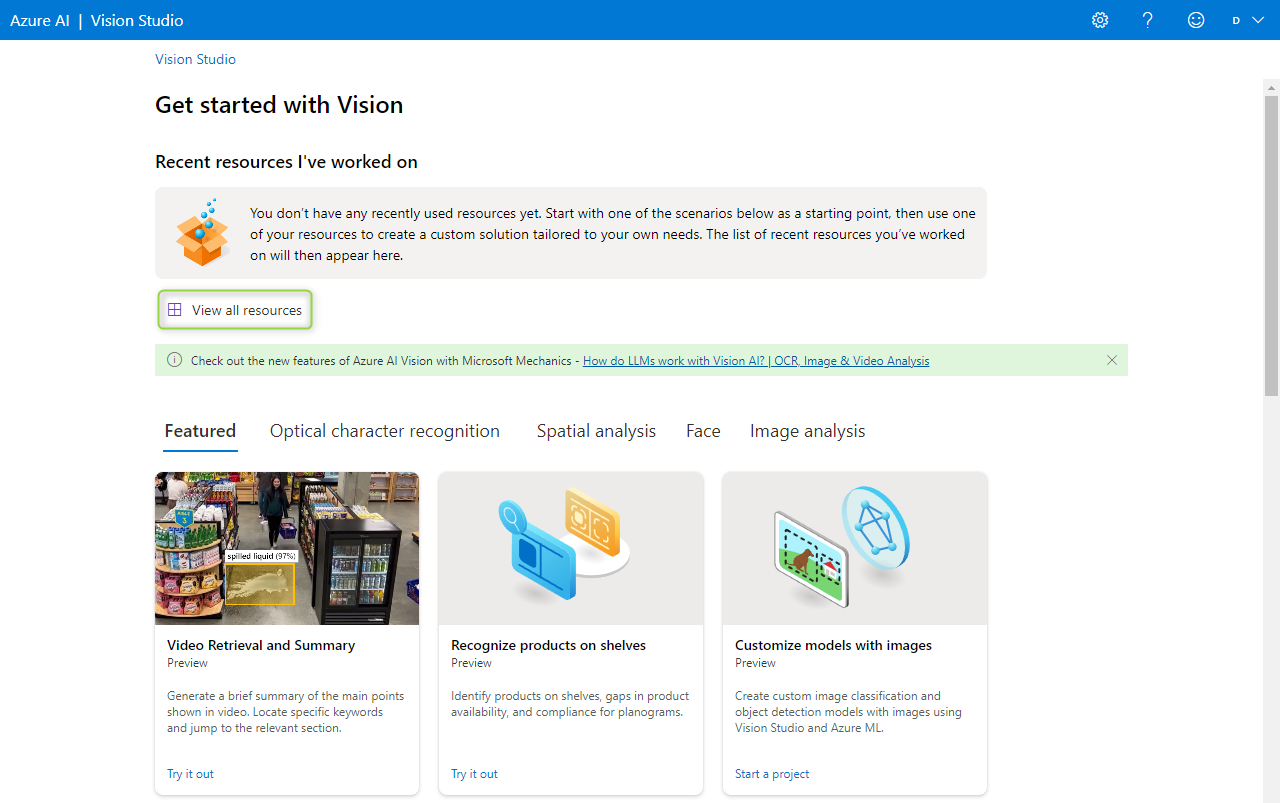 Azure AI | Vision Studio
D
Vision Studio
Get started with Vision
Recent resources I've worked on
You don't have any recently used resources yet. Start with one of the scenarios below as a starting point, then use one
of your resources to create a custom solution tailored to your own needs. The list of recent resources you've worked
on will then appear here.
View all resources
Check out the new features of Azure AI Vision with Microsoft Mechanics - How do LLMs work with Vision AI? | OCR, Image & Video Analysis
Featured Optical character recognition Spatial analysis Face Image analysis
spilled liquid (97%)
Video Retrieval and Summary
Preview
Generate a brief summary of the main points
shown in video. Locate specific keywords
and jump to the relevant section.
Try it out
Recognize products on shelves
Preview
Identify products on shelves, gaps in product
availability, and compliance for planograms.
Try it out
Customize models with images
Preview
Create custom image classification and
object detection models with images using
Vision Studio and Azure ML.
Start a project